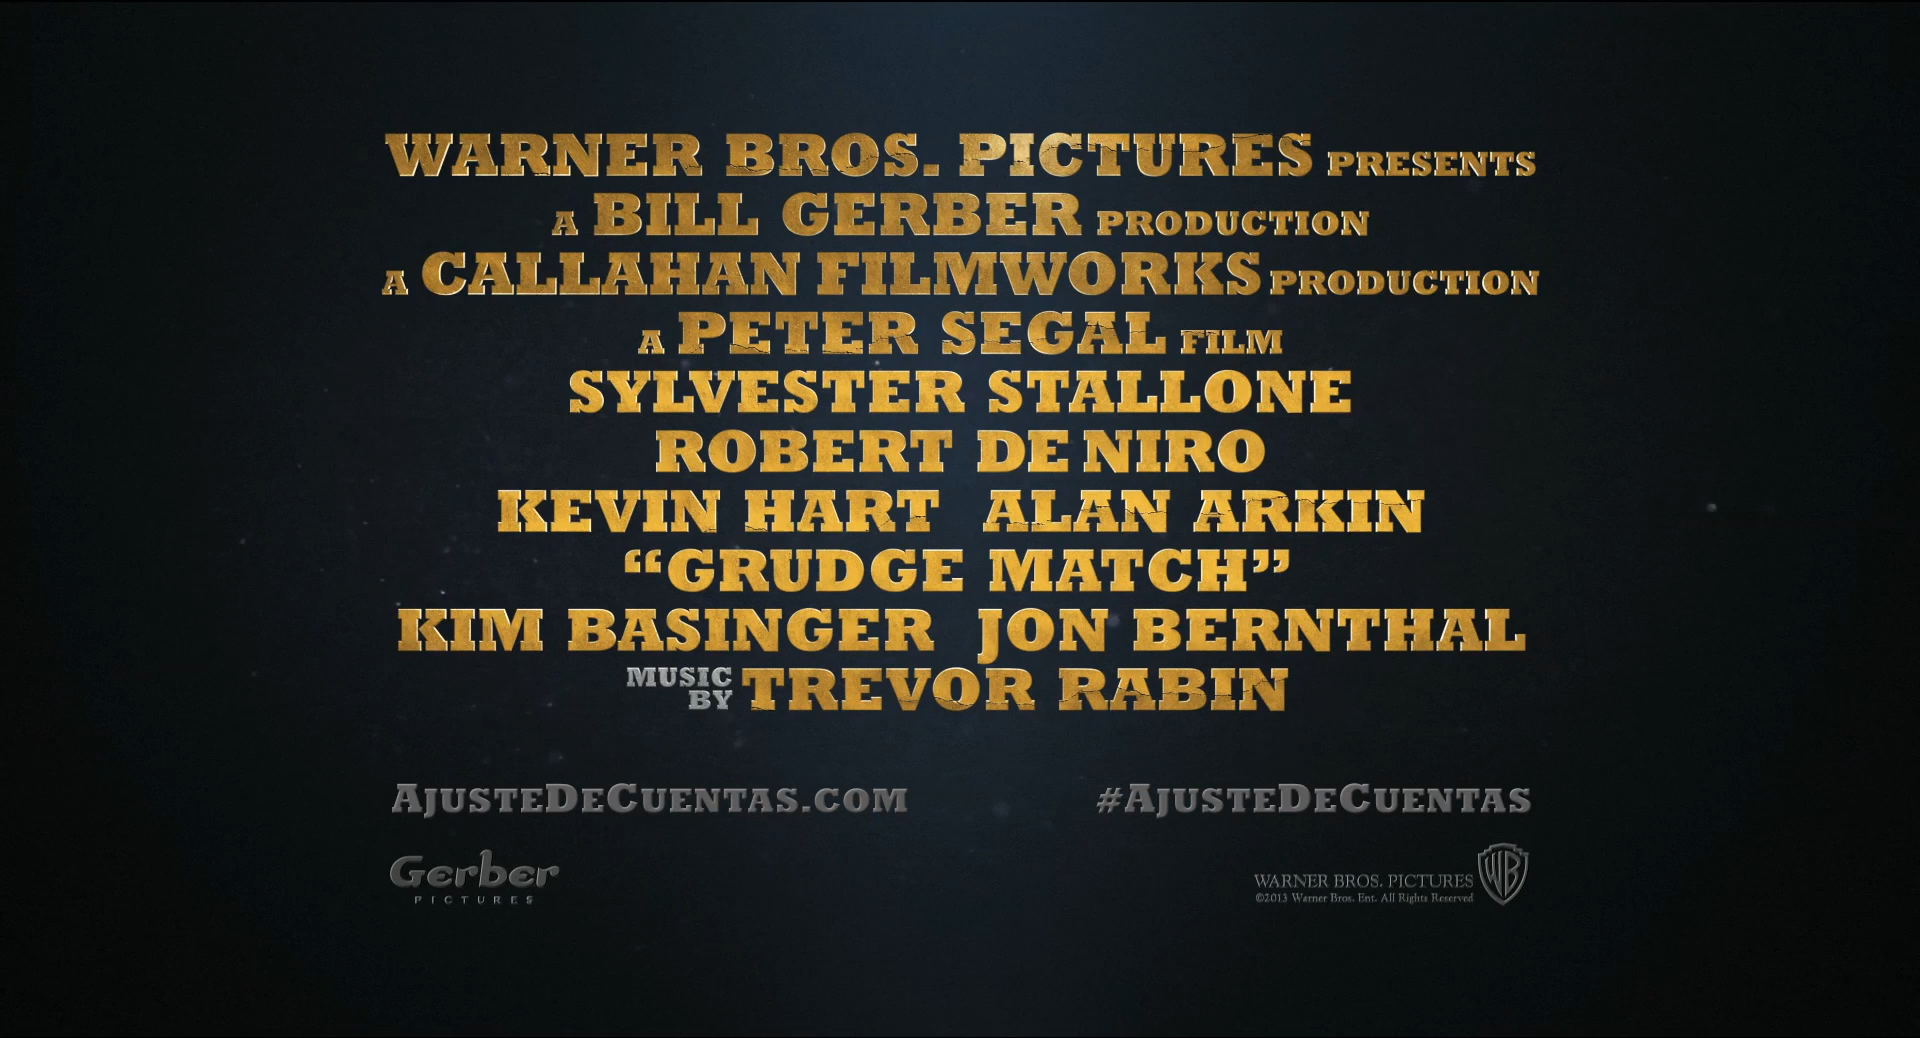 WARNER BROS. PICTURES PRESENTS
A BILL GERBER PRODUCTION
A CALLAHAN FILMWORKS PRODUCTION
A PETER SEGAL FILM
SYLVESTER STALLONE
ROBERT DE NIRO
KEVIN HART ALAN ARKIN
“GRUDGE MATCH”
KIM BASINGER JON BERNTHAL
MUSIC BY TREVOR RABIN
AJUSTEDECUENTAS.COM #AJUSTEDECUENTAS
Gerber
PICTURES
WARNER BROS. PICTURES WB
©2013 Warner Bros. Ent. All Rights Reserved